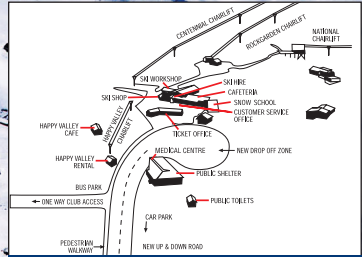 CENTENNIAL CHAIRLIFT
ROCKGARDEN CHAIRLIFT
NATIONAL
CHAIRLIFT
SKI WORKSHOP
SKI HIRE
CAFETERIA
SKI SHOP
SNOW SCHOOL
CUSTOMER SERVICE
OFFICE
HAPPY VALLEY
CAFE
HAPPY VALLEY
CHAIRLIFT
TICKET OFFICE
HAPPY VALLEY
RENTAL
MEDICAL CENTRE
NEW DROP OFF ZONE
PUBLIC SHELTER
BUS PARK
ONE WAY CLUB ACCESS
PUBLIC TOILETS
CAR PARK
PEDESTRIAN
WALKWAY
NEW UP & DOWN ROAD